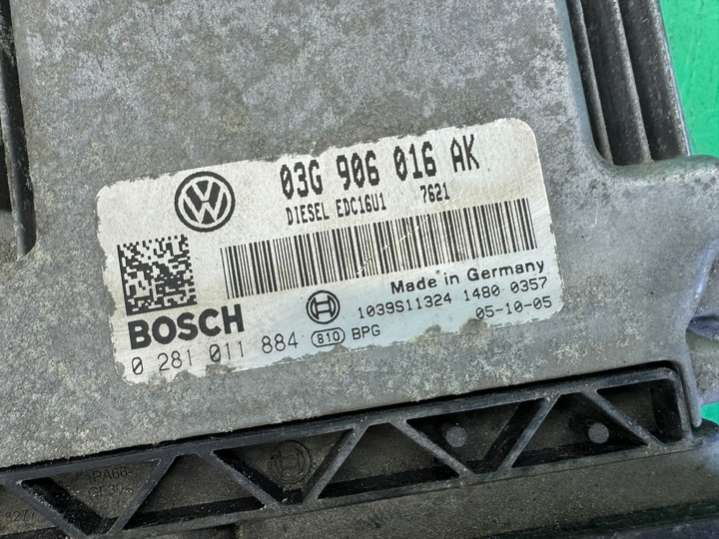 03G 906 016 AK
DIESEL EDC16U1 7621
Made in Germany
BOSCH
1039S11324 1480 0357
0 281 011 884 810 BPG
05-10-05